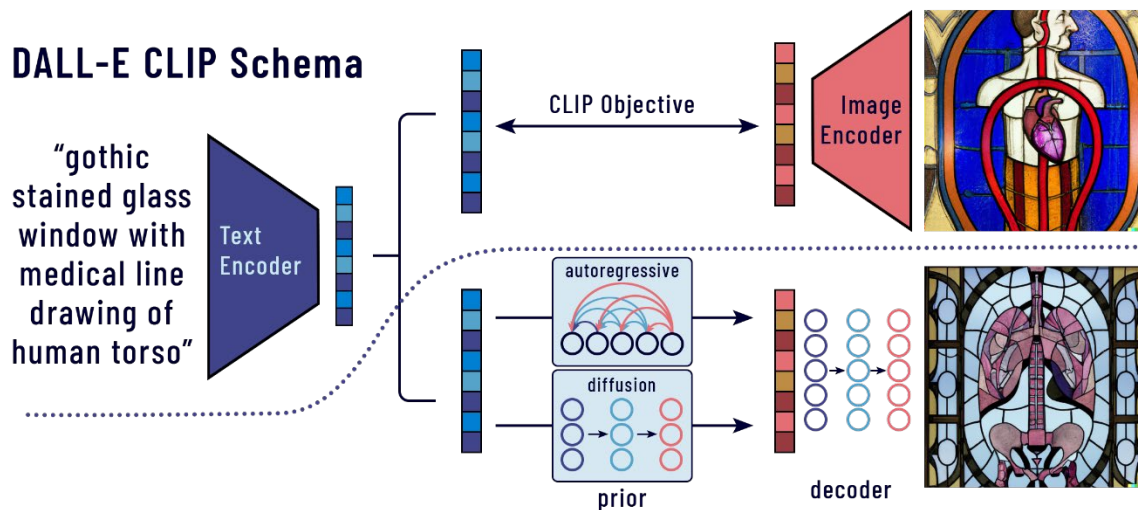 DALL-E CLIP Schema
“gothic
stained glass
window with
medical line
drawing of
human torso”
Text
Encoder
CLIP Objective
Image
Encoder
autoregressive
diffusion
prior
decoder